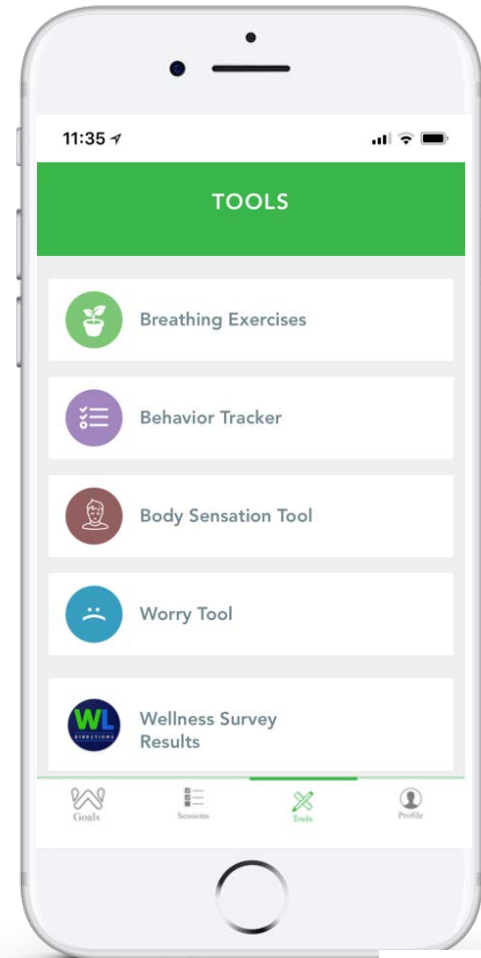 11:35
TOOLS
Breathing Exercises
Behavior Tracker
Body Sensation Tool
Worry Tool
WL
DIRECTIONS
Wellness Survey
Results
Goals
Sessions
Tools
Profile